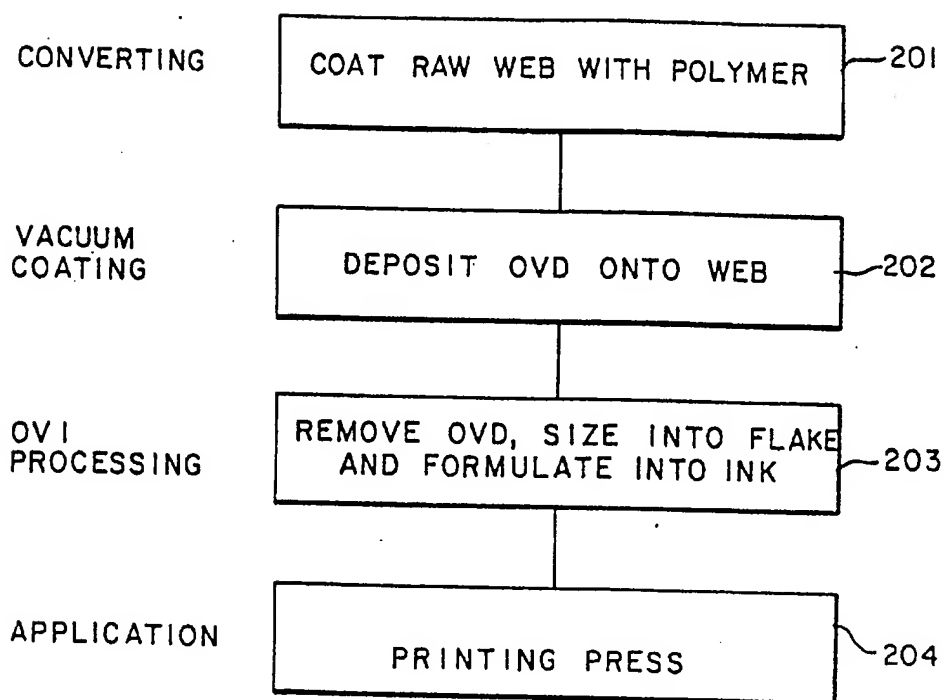 CONVERTING
COAT RAW WEB WITH POLYMER
201
VACUUM
COATING
DEPOSIT OVD ONTO WEB
202
OVI
PROCESSING
REMOVE OVD, SIZE INTO FLAKE
AND FORMULATE INTO INK
203
APPLICATION
PRINTING PRESS
204